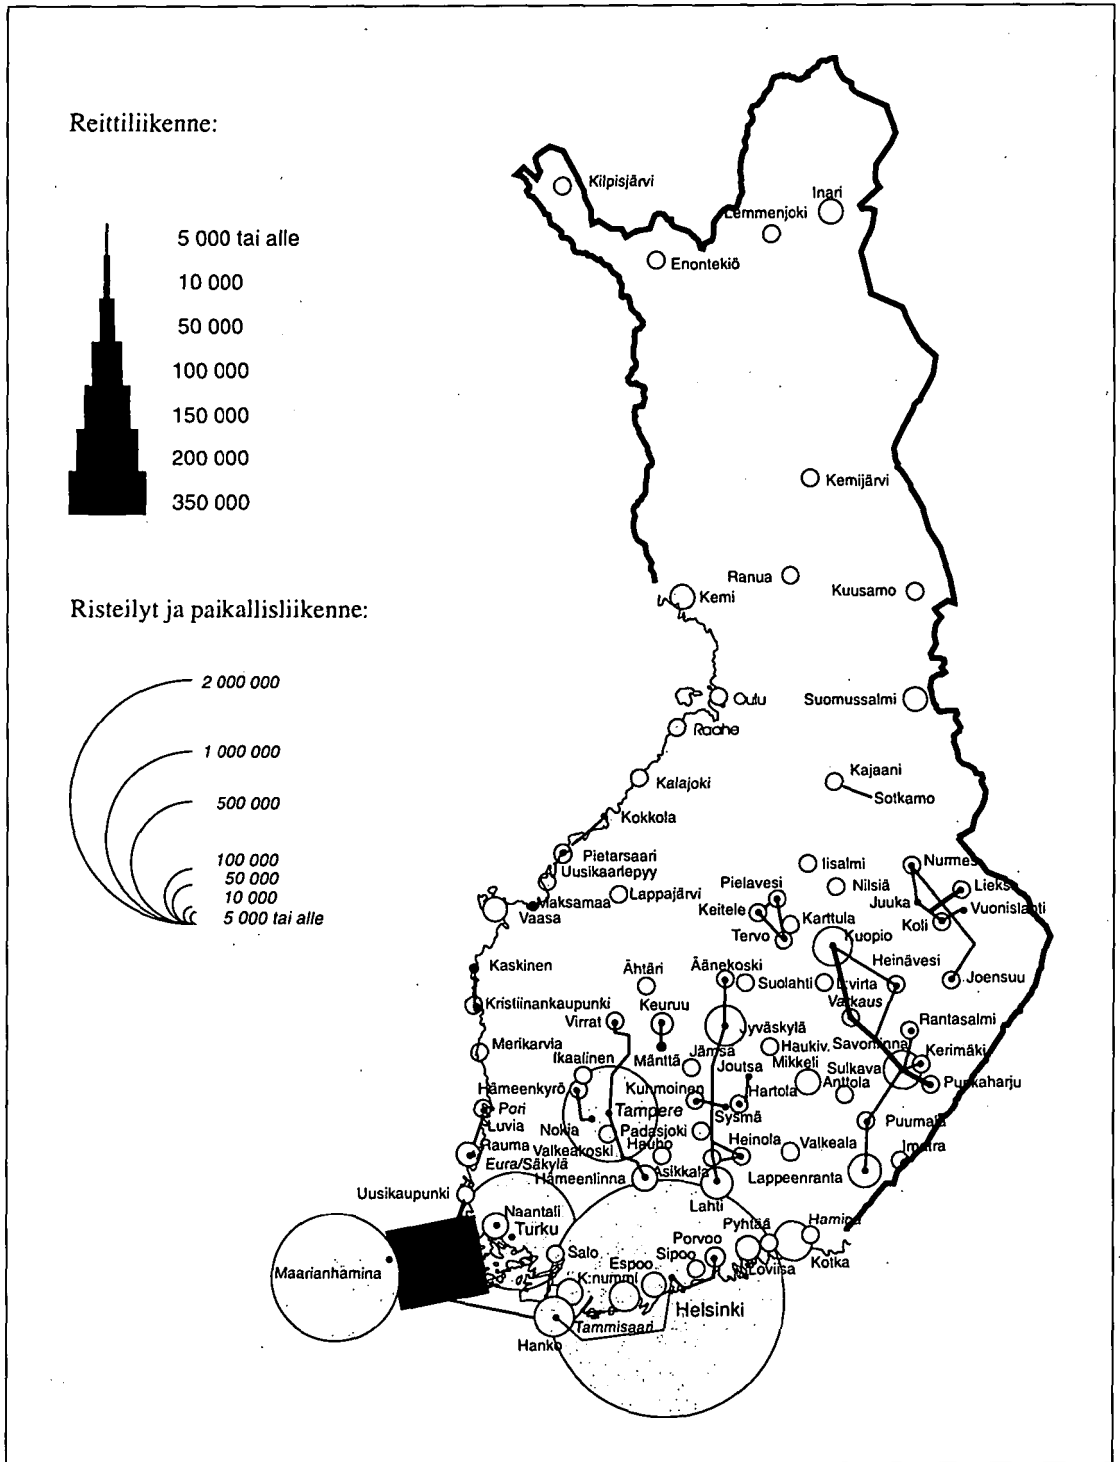 Reittiliikenne:
5 000 tai alle
10 000
50 000
100 000
150 000
200 000
350 000
Risteilyt ja paikallisliikenne:
2 000 000
1 000 000
500 000
100 000
50 000
10 000
5 000 tai alle
Kilpisjärvi
Inari
Lemmenjoki
Enontekiö
Kemijärvi
Ranua
Kuusamo
Kemi
Oulu
Suomussalmi
Raahe
Kajaani
Kalajoki
Sotkamo
Kokkola
Pietarsaari
Iisalmi
Nurmes
Uusikaarlepyy
Pielavesi
Nilsiä
Lieksa
Maksamaa
Lappajärvi
Juuka
Vaasa
Keitele
Karttula
Vuonislahti
Koli
Tervo
Kuopio
Kaskinen
Ähtäri
Äänekoski
Heinävesi
Suolahti
L:virta
Joensuu
Kristiinankaupunki
Keuruu
Varkaus
Virrat
Jyväskylä
Rantasalmi
Merikarvia
Mänttä
Haukiv.
Savonlinna
Kerimäki
Ikaalinen
Jämsä
Joutsa
Mikkeli
Sulkava
Hämeenkyrö
Kuhmoinen
Hartola
Anttola
Punkaharju
Pori
Tampere
Sysmä
Luvia
Nokia
Padasjoki
Puumala
Rauma
Valkeakoski
Hauho
Heinola
Valkeala
Imatra
Eura/Säkylä
Hämeenlinna
Asikkala
Lappeenranta
Uusikaupunki
Lahti
Naantali
Pyhtää
Hamina
Turku
Porvoo
Salo
Sipoo
Loviisa
Kotka
Maarianhamina
Espoo
K:nummi
Helsinki
Tammisaari
Hanko